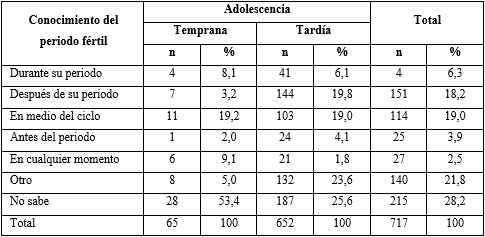 Conocimiento del periodo fértil Adolescencia Total
Temprana Tardía
n % n % n %
Durante su periodo 4 8,1 41 6,1 4 6,3
Después de su periodo 7 3,2 144 19,8 151 18,2
En medio del ciclo 11 19,2 103 19,0 114 19,0
Antes del periodo 1 2,0 24 4,1 25 3,9
En cualquier momento 6 9,1 21 1,8 27 2,5
Otro 8 5,0 132 23,6 140 21,8
No sabe 28 53,4 187 25,6 215 28,2
Total 65 100 652 100 717 100